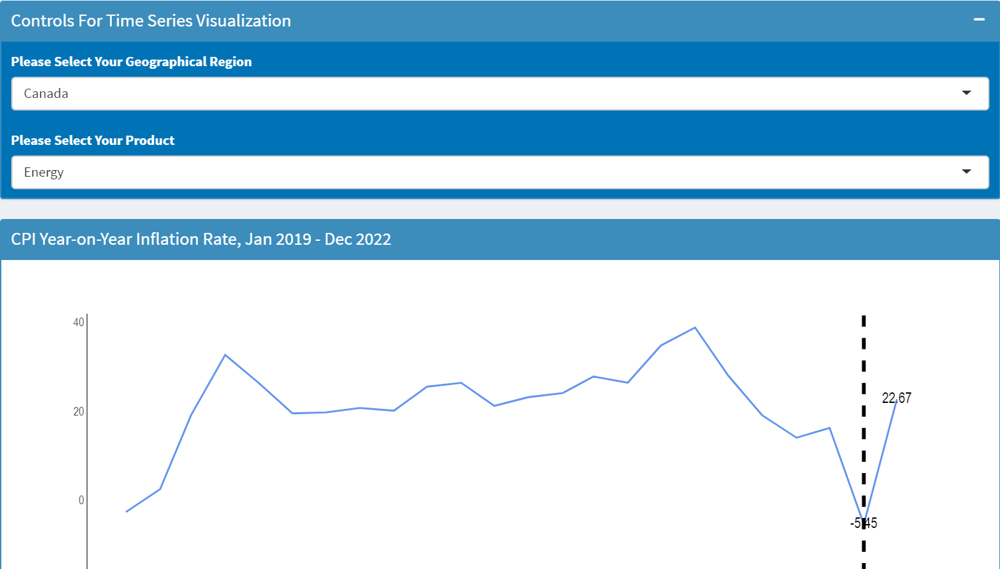 Controls For Time Series Visualization
Please Select Your Geographical Region
Canada
Please Select Your Product
Energy
CPI Year-on-Year Inflation Rate, Jan 2019 - Dec 2022
40
20
0
22.67
-5.45